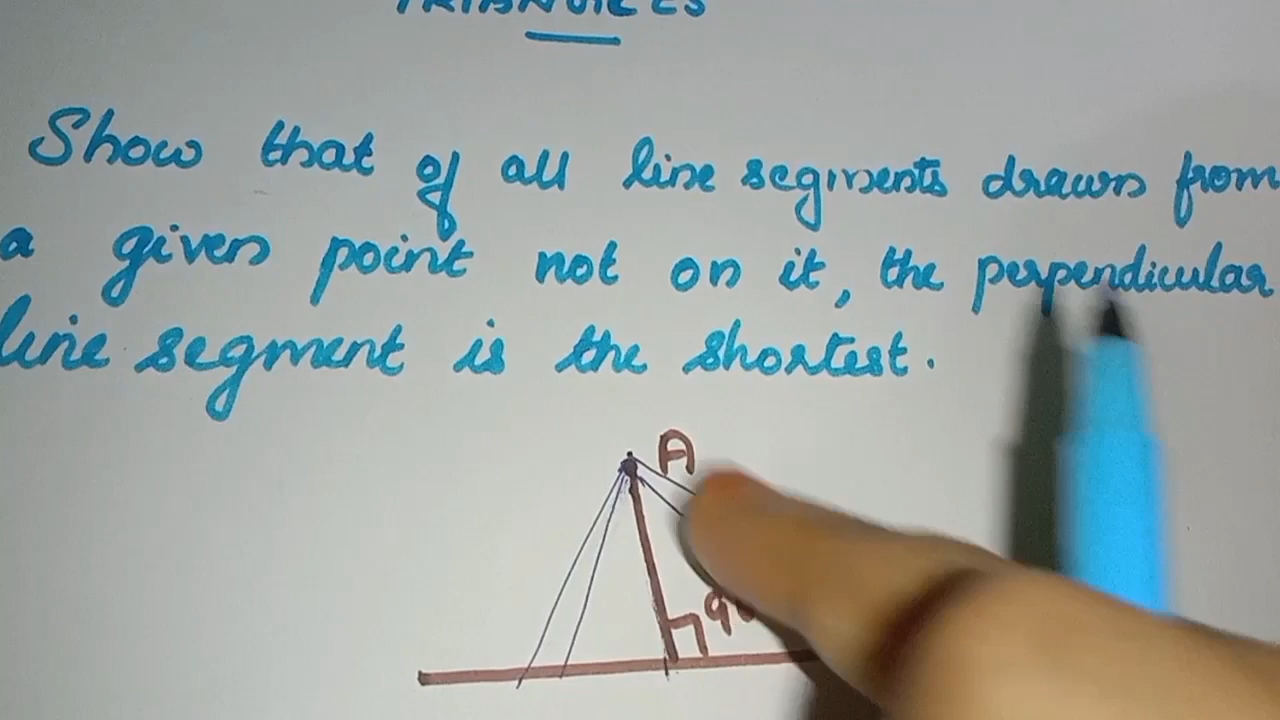 TRIANGLES
Show that of all line segments drawn from
a given point not on it, the perpendicular
line segment is the shortest.
A